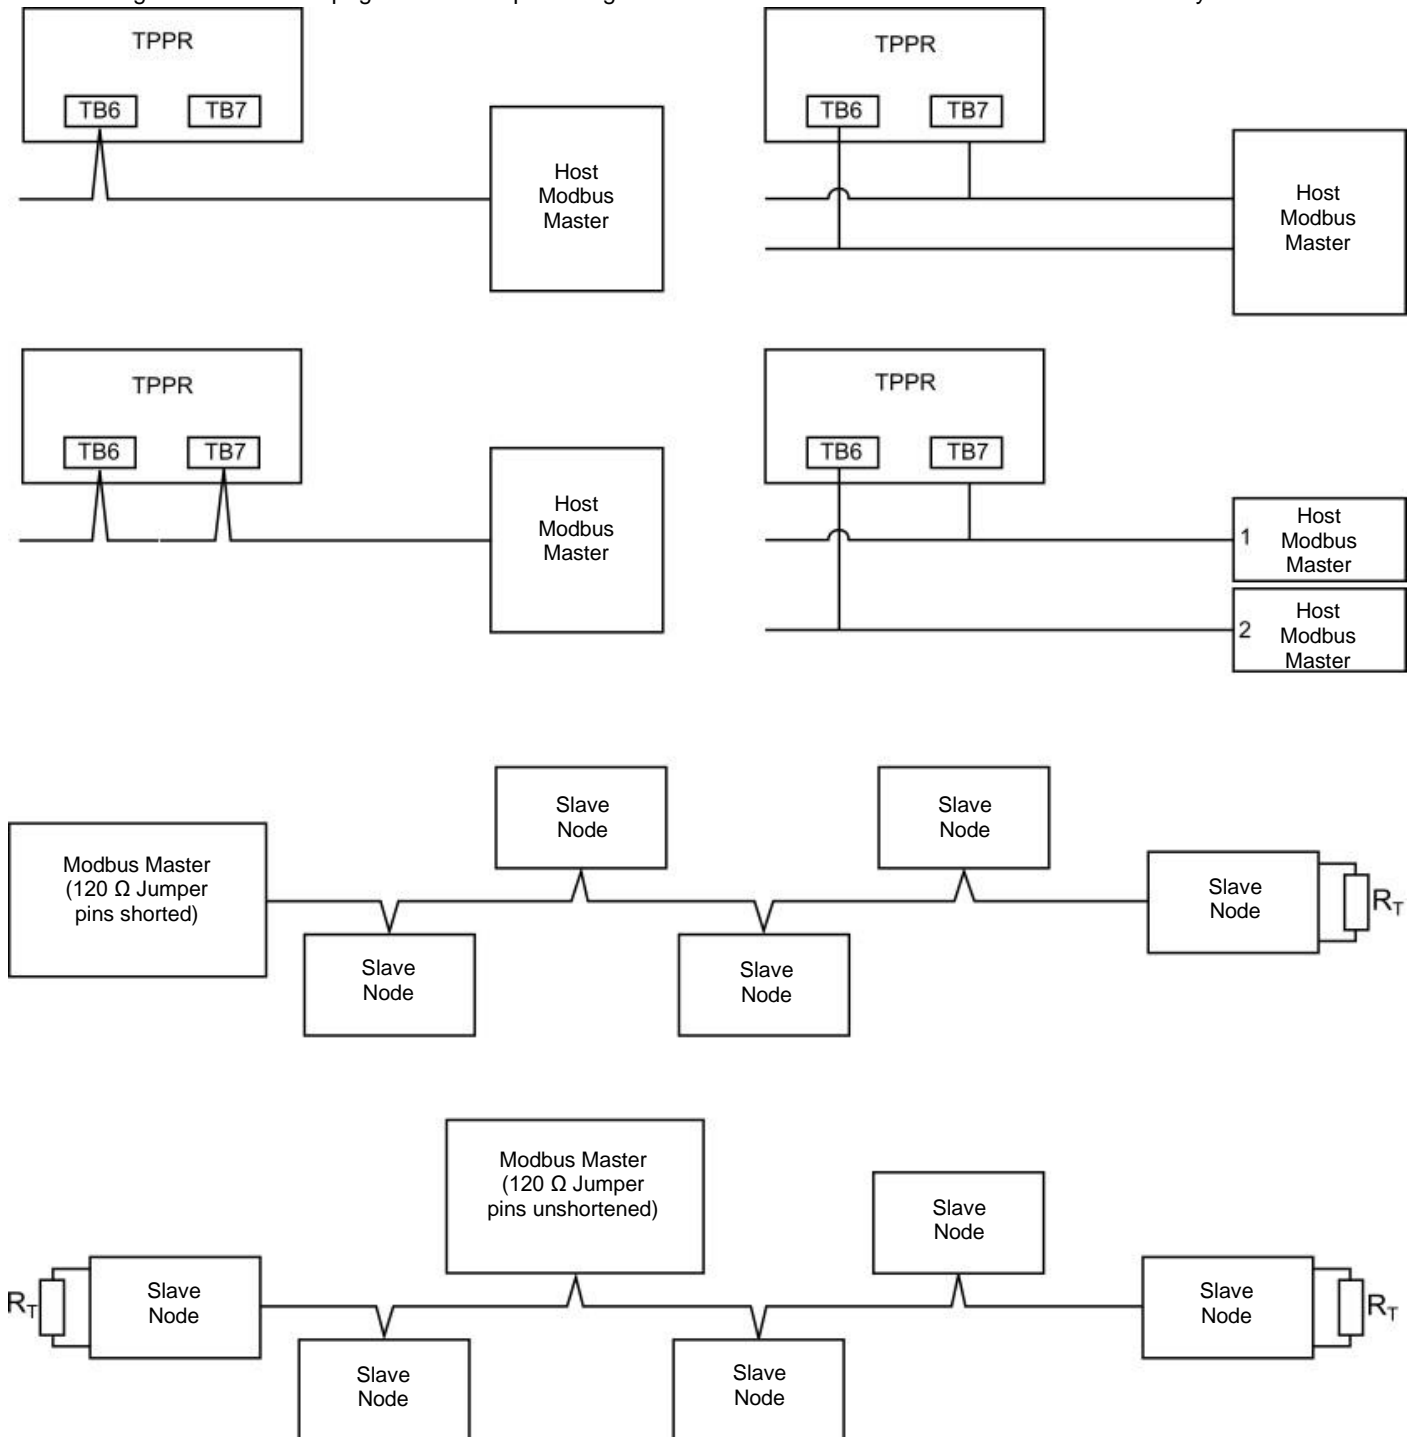 TPPR
TB6 TB7
Host
Modbus
Master
TPPR
TB6 TB7
Host
Modbus
Master
TPPR
TB6 TB7
Host
Modbus
Master
TPPR
TB6 TB7
1
Host
Modbus
Master
2
Host
Modbus
Master
Modbus Master
(120 Ω Jumper
pins shorted)
Slave
Node
Slave
Node
Slave
Node
Slave
Node
Slave
Node
RT
Modbus Master
(120 Ω Jumper
pins unshortened)
RT
Slave
Node
Slave
Node
Slave
Node
Slave
Node
Slave
Node
RT